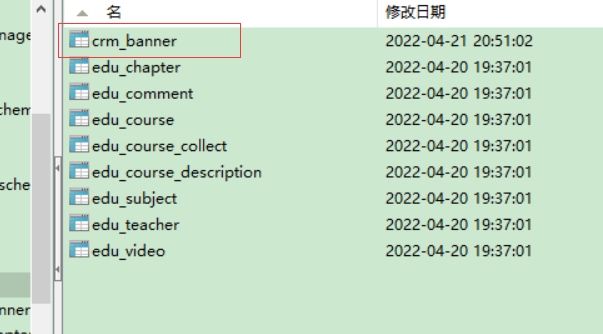 名 修改日期
nage
crm_banner 2022-04-21 20:51:02
edu_chapter 2022-04-20 19:37:01
edu_comment 2022-04-20 19:37:01
chem
edu_course 2022-04-20 19:37:01
edu_course_collect 2022-04-20 19:37:01
edu_course_description 2022-04-20 19:37:01
sche
edu_subject 2022-04-20 19:37:01
edu_teacher 2022-04-20 19:37:01
edu_video 2022-04-20 19:37:01
nner